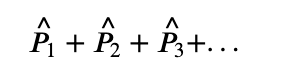 P̂₁ + P̂₂ + P̂₃+...